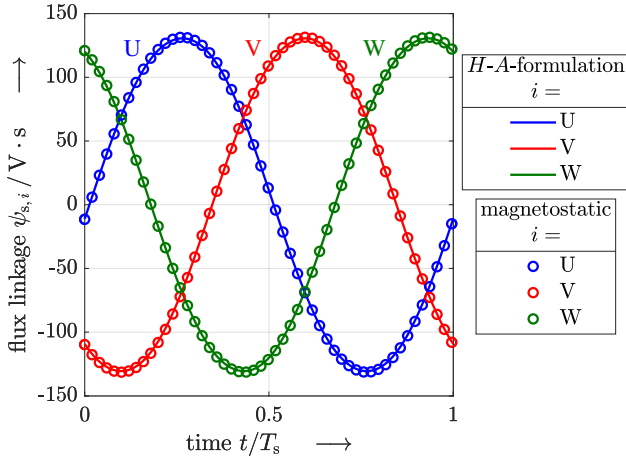 150
100
50
0
-50
-100
-150
0
0.5
1
flux linkage ψs,i / V · s ⟶
time t/Ts ⟶
U
V
W
H-A-formulation
i =
U
V
W
magnetostatic
i =
U
V
W